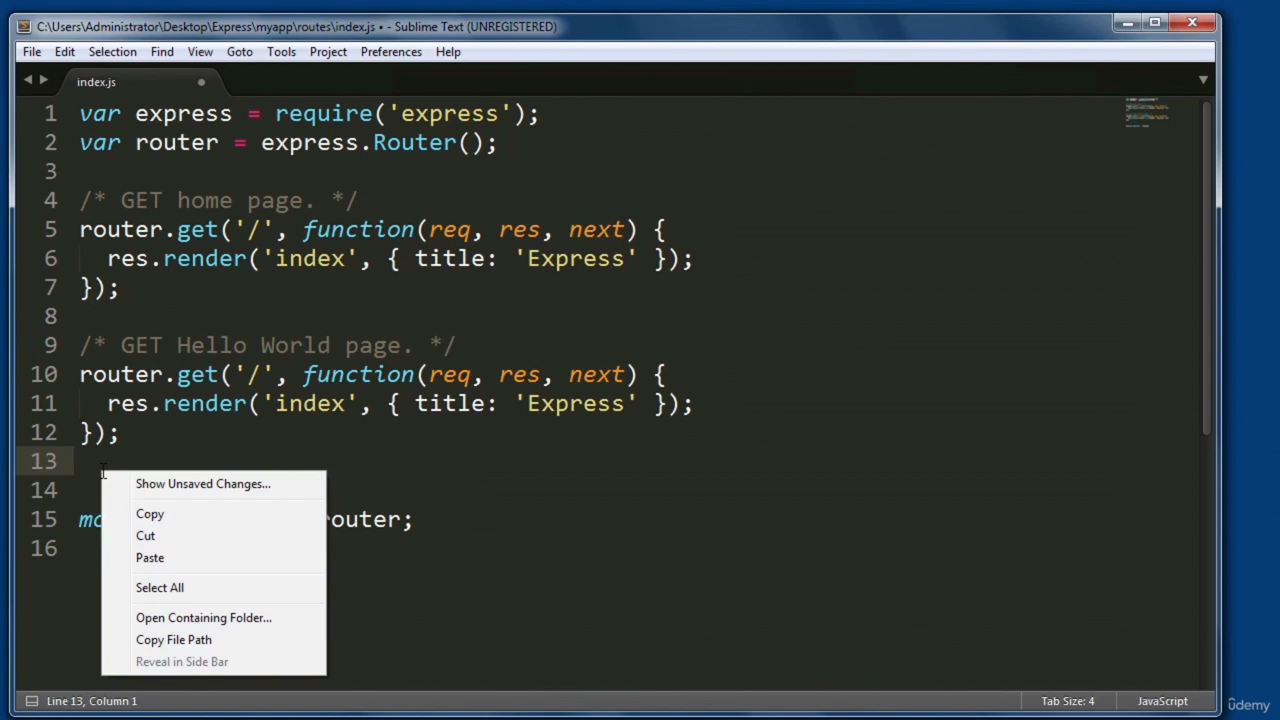 C:\Users\Administrator\Desktop\Express\myapp\routes\index.js • - Sublime Text (UNREGISTERED)
File Edit Selection Find View Goto Tools Project Preferences Help
index.js
1 var express = require('express');
2 var router = express.Router();
3
4 /* GET home page. */
5 router.get('/', function(req, res, next) {
6 res.render('index', { title: 'Express' });
7 });
8
9 /* GET Hello World page. */
10 router.get('/', function(req, res, next) {
11 res.render('index', { title: 'Express' });
12 });
13
14
15 mo router;
16
Show Unsaved Changes...
Copy
Cut
Paste
Select All
Open Containing Folder...
Copy File Path
Reveal in Side Bar
Line 13, Column 1 Tab Size: 4 JavaScript
ûdemy